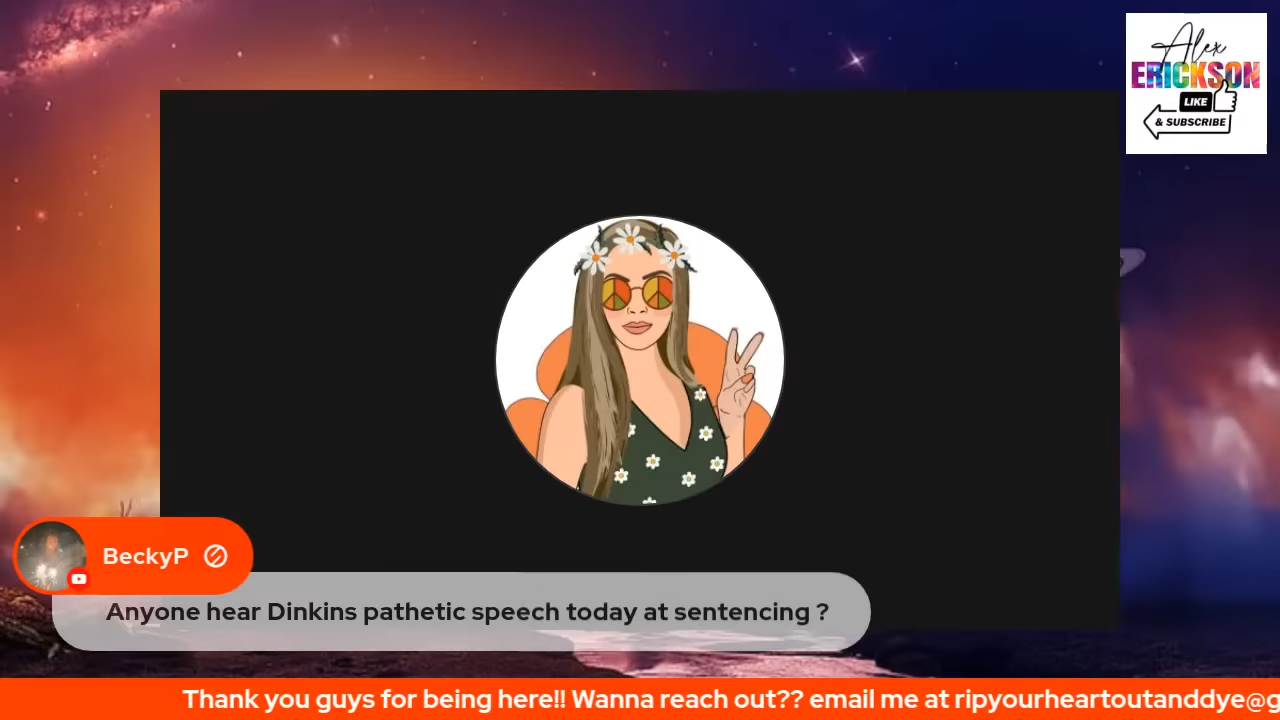 Alex
ERICKSON
LIKE
& SUBSCRIBE
BeckyP
Anyone hear Dinkins pathetic speech today at sentencing ?
Thank you guys for being here!! Wanna reach out?? email me at ripyourheartoutanddye@g